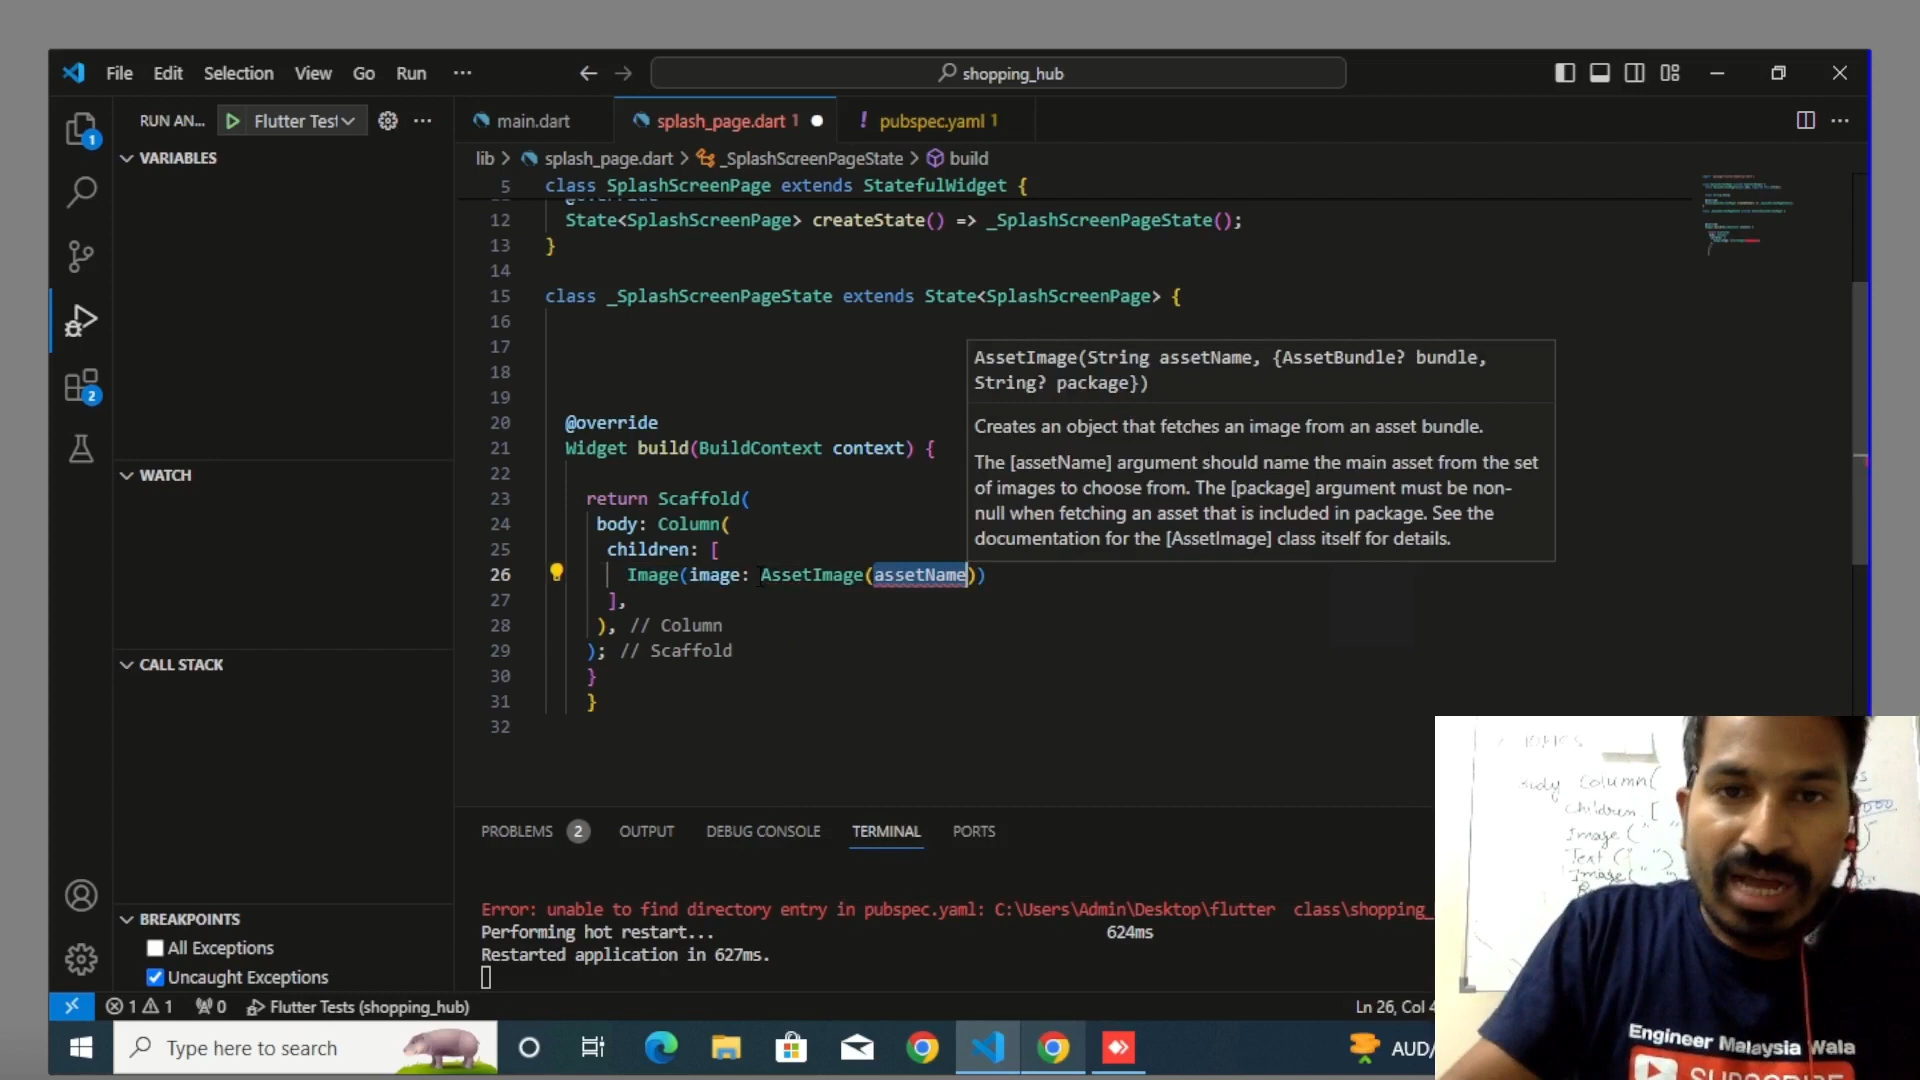 File Edit Selection View Go Run ...
shopping_hub
RUN AN... Flutter Test
VARIABLES
WATCH
CALL STACK
BREAKPOINTS
All Exceptions
Uncaught Exceptions
1
2
main.dart
splash_page.dart 1
! pubspec.yaml 1
lib > splash_page.dart > _SplashScreenPageState > build
5 class SplashScreenPage extends StatefulWidget {
@override
12 State<SplashScreenPage> createState() => _SplashScreenPageState();
13 }
14
15 class _SplashScreenPageState extends State<SplashScreenPage> {
16
17
18
19
20 @override
21 Widget build(BuildContext context) {
22
23 return Scaffold(
24 body: Column(
25 children: [
26 Image(image: AssetImage(assetName))
27 ],
28 ), // Column
29 ); // Scaffold
30 }
31 }
32
AssetImage(String assetName, {AssetBundle? bundle,
String? package})
Creates an object that fetches an image from an asset bundle.
The [assetName] argument should name the main asset from the set
of images to choose from. The [package] argument must be non-
null when fetching an asset that is included in package. See the
documentation for the [AssetImage] class itself for details.
PROBLEMS 2 OUTPUT DEBUG CONSOLE TERMINAL PORTS
Error: unable to find directory entry in pubspec.yaml: C:\Users\Admin\Desktop\flutter class\shopping_
Performing hot restart... 624ms
Restarted application in 627ms.
1 1 0 Flutter Tests (shopping_hub)
Ln 26, Col 4
Type here to search
AUD/
Column(
children [
Image (
Text (" ")
Image(" "
Engineer Malaysia Wala
SUBSCRIBE